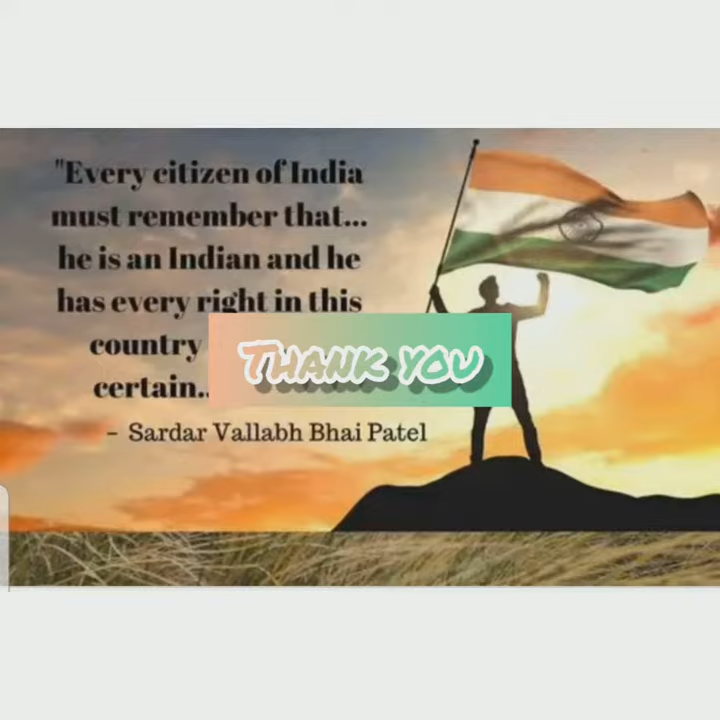 "Every citizen of India
must remember that...
he is an Indian and he
has every right in this
country
certain..
- Sardar Vallabh Bhai Patel
THANK YOU